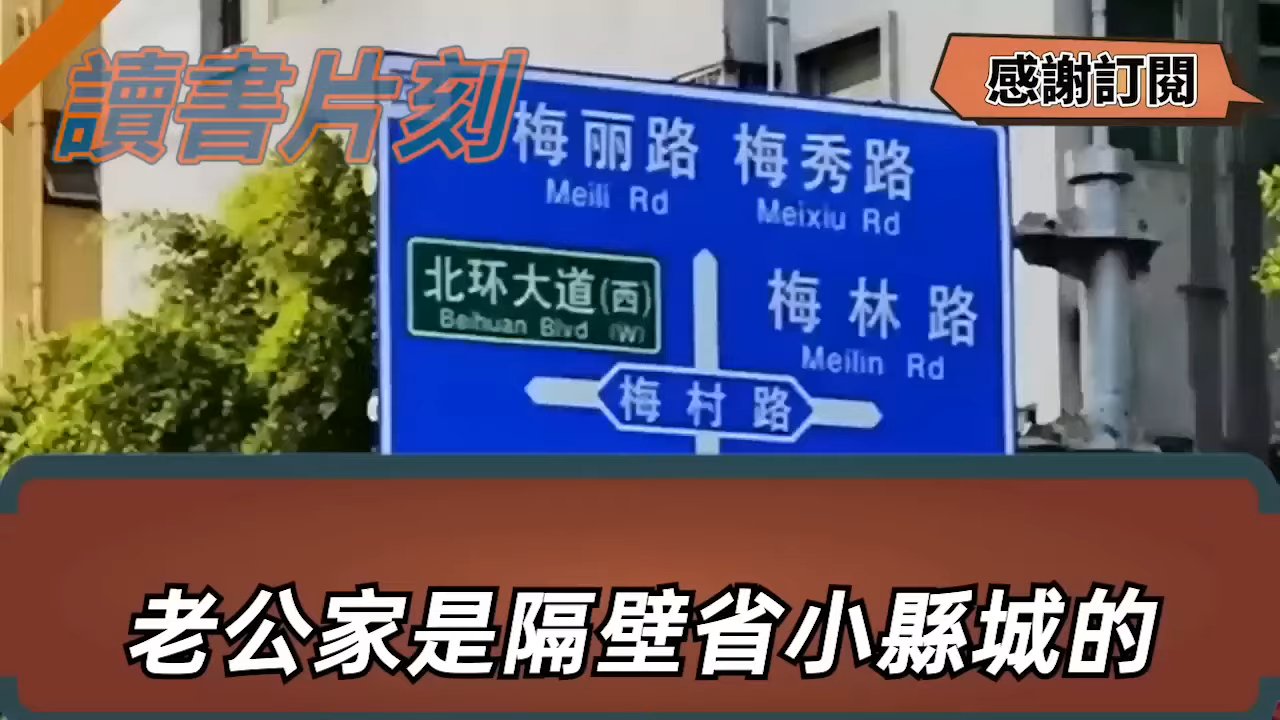 讀書片刻
感謝訂閱
梅丽路 梅秀路
Meili Rd Meixiu Rd
北环大道(西)
Beihuan Blvd (W)
梅林路
Meilin Rd
梅村路
老公家是隔壁省小縣城的